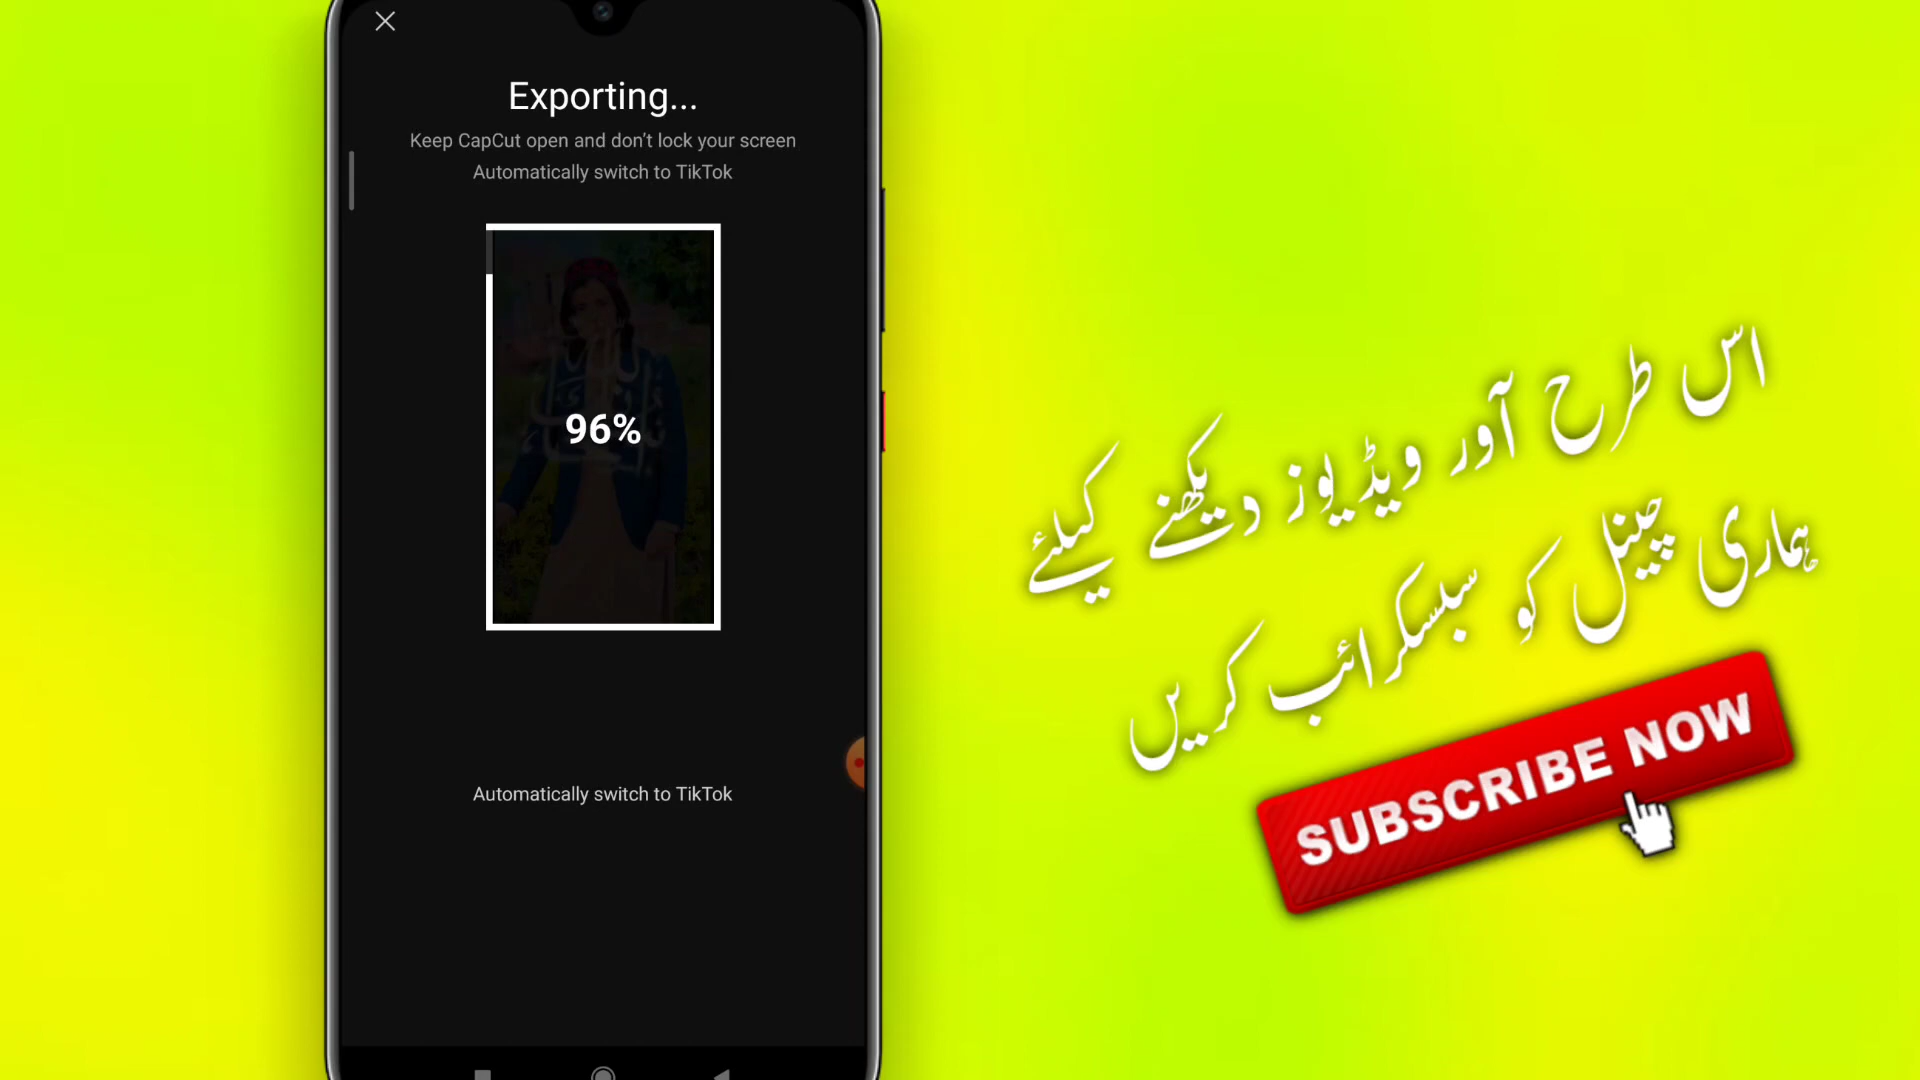 Exporting...
Keep CapCut open and don't lock your screen
Automatically switch to TikTok
96%
Automatically switch to TikTok
اس طرح آور ویڈیوز دیکھنے کیلئے
ہماری چینل کو سبسکرائب کریں
SUBSCRIBE NOW